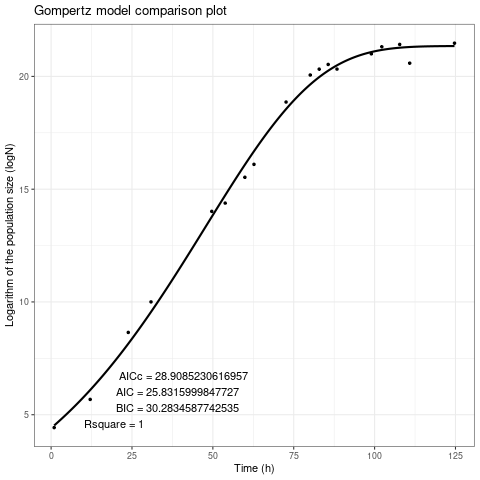 Gompertz model comparison plot
Logarithm of the population size (logN)
20
15
10
5
AICc = 28.9085230616957
AIC = 25.8315999847727
BIC = 30.2834587742535
Rsquare = 1
0
25
50
75
100
125
Time (h)